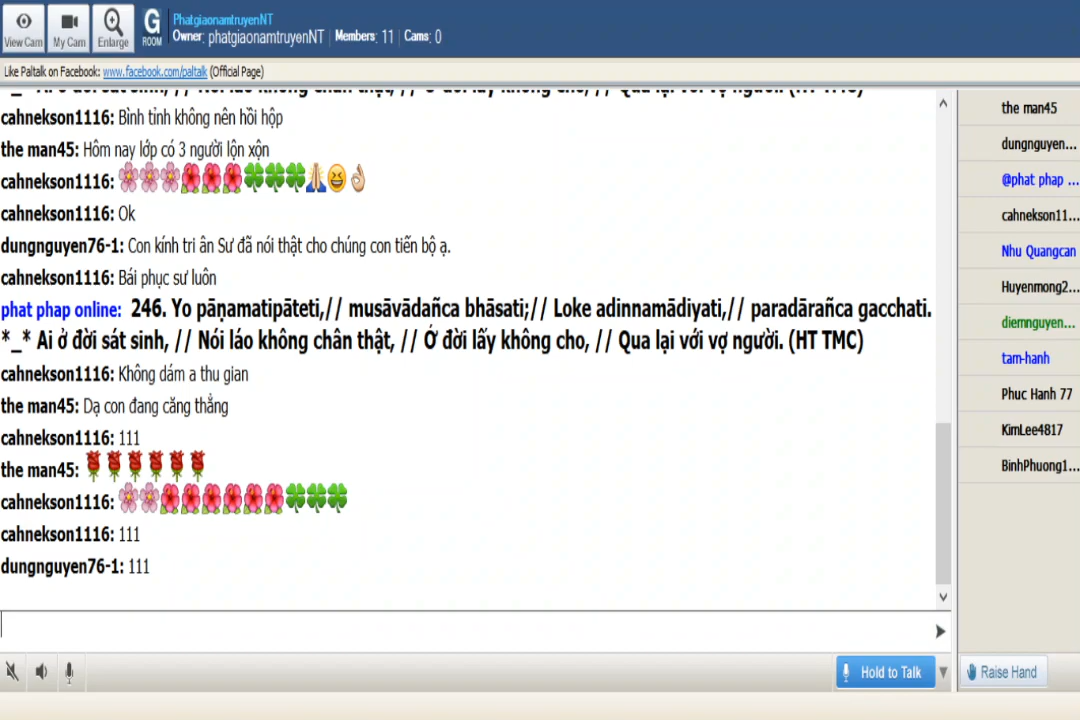 PhatgiaonamtruyenNT
Owner: phatgiaonamtruyenNT Members: 11 Cams: 0
View Cam My Cam Enlarge G ROOM
Like Paltalk on Facebook: www.facebook.com/paltalk (Official Page)
cahnekson1116: Bình tỉnh không nên hồi hộp
the man45: Hôm nay lớp có 3 người lộn xộn
cahnekson1116: 🌸🌸🌸🌺🌺🌺🍀🍀🍀🙏😆👌
cahnekson1116: Ok
dungnguyen76-1: Con kính tri ân Sư đã nói thật cho chúng con tiến bộ ạ.
cahnekson1116: Bái phục sư luôn
phat phap online: 246. Yo pāṇamatipāteti,// musāvādañca bhāsati;// Loke adinnamādiyati,// paradārañca gacchati.
*_* Ai ở đời sát sinh, // Nói láo không chân thật, // Ở đời lấy không cho, // Qua lại với vợ người. (HT TMC)
cahnekson1116: Không dám a thu gian
the man45: Dạ con đang căng thẳng
cahnekson1116: 111
the man45: 🌹🌹🌹🌹🌹🌹
cahnekson1116: 🌸🌸🌺🌺🌺🌺🌺🌺🍀🍀🍀
cahnekson1116: 111
dungnguyen76-1: 111
the man45
dungnguyen...
@phat phap ...
cahnekson11...
Nhu Quangcan
Huyenmong2...
diemnguyen...
tam-hanh
Phuc Hanh 77
KimLee4817
BinhPhuong1...
Hold to Talk
Raise Hand